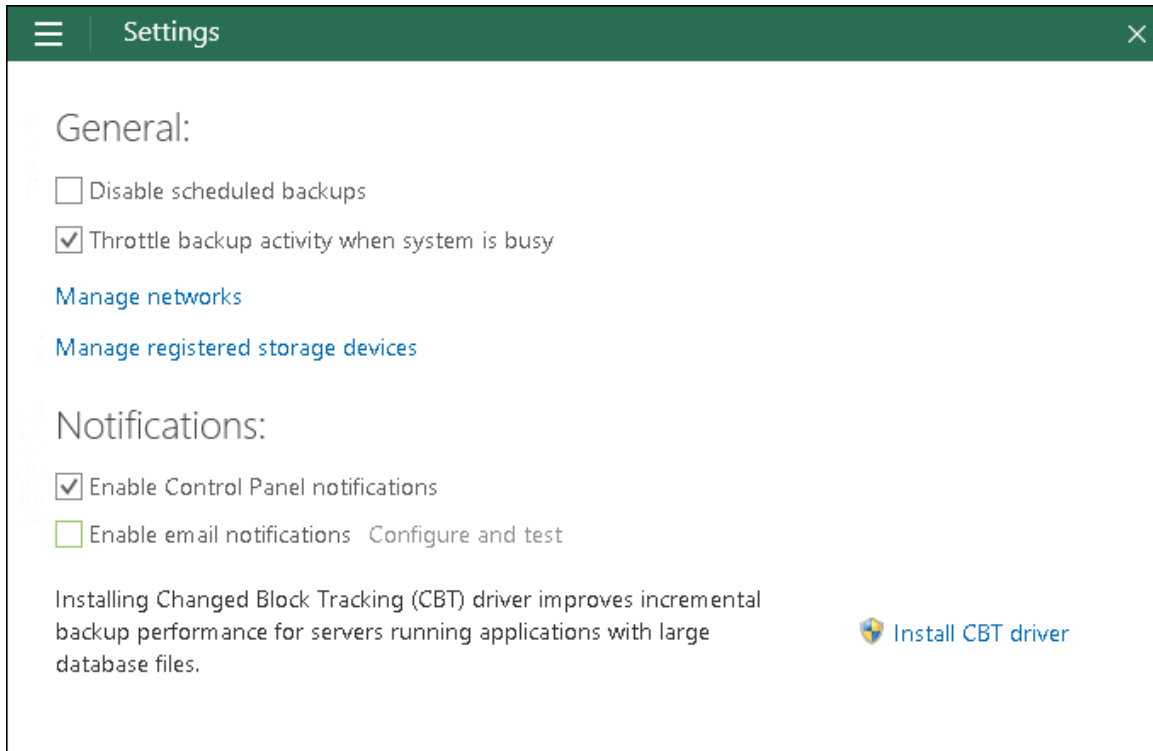 Settings
General:
Disable scheduled backups
Throttle backup activity when system is busy
Manage networks
Manage registered storage devices
Notifications:
Enable Control Panel notifications
Enable email notifications Configure and test
Installing Changed Block Tracking (CBT) driver improves incremental
backup performance for servers running applications with large
database files.
Install CBT driver